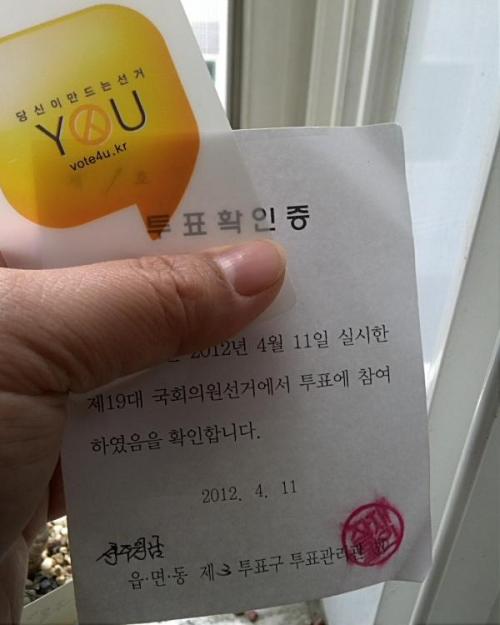 당신이만드는선거
YOU
vote4u.kr
제 호
투표확인증
2012년 4월 11일 실시한
제19대 국회의원선거에서 투표에 참여
하였음을 확인합니다.
2012. 4. 11
읍·면·동 제3 투표구 투표관리관